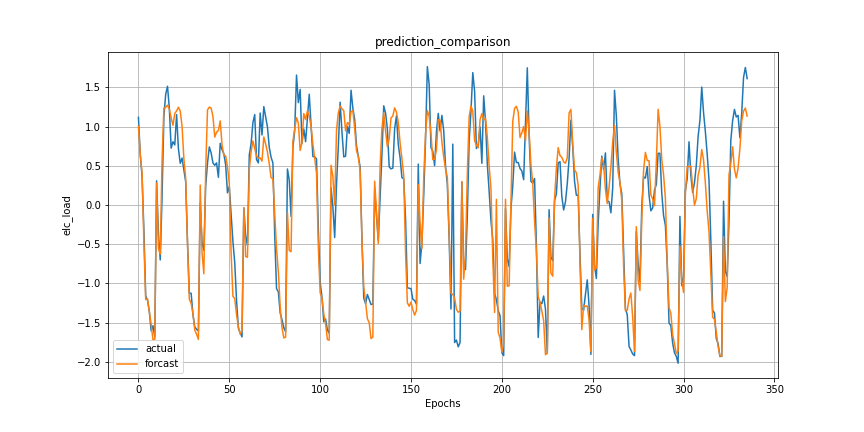 prediction_comparison
elc_load
1.5
1.0
0.5
0.0
−0.5
−1.0
−1.5
−2.0
actual
forcast
0 50 100 150 200 250 300 350
Epochs